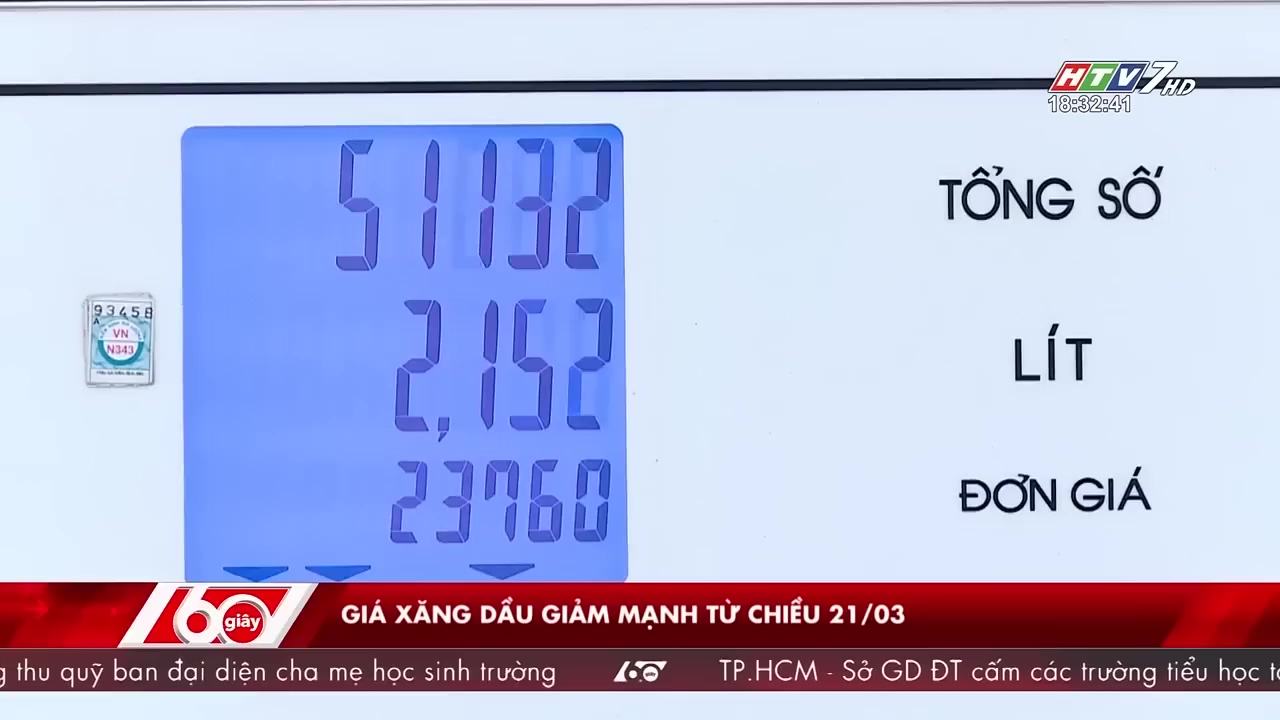 HTV7HD
18:32:41
51132
TỔNG SỐ
93458
A
VN
N343
2,152
LÍT
23760
ĐƠN GIÁ
60 giây
GIÁ XĂNG DẦU GIẢM MẠNH TỪ CHIỀU 21/03
thu quỹ ban đại diện cha mẹ học sinh trường 60 giây TP.HCM - Sở GD ĐT cấm các trường tiểu học